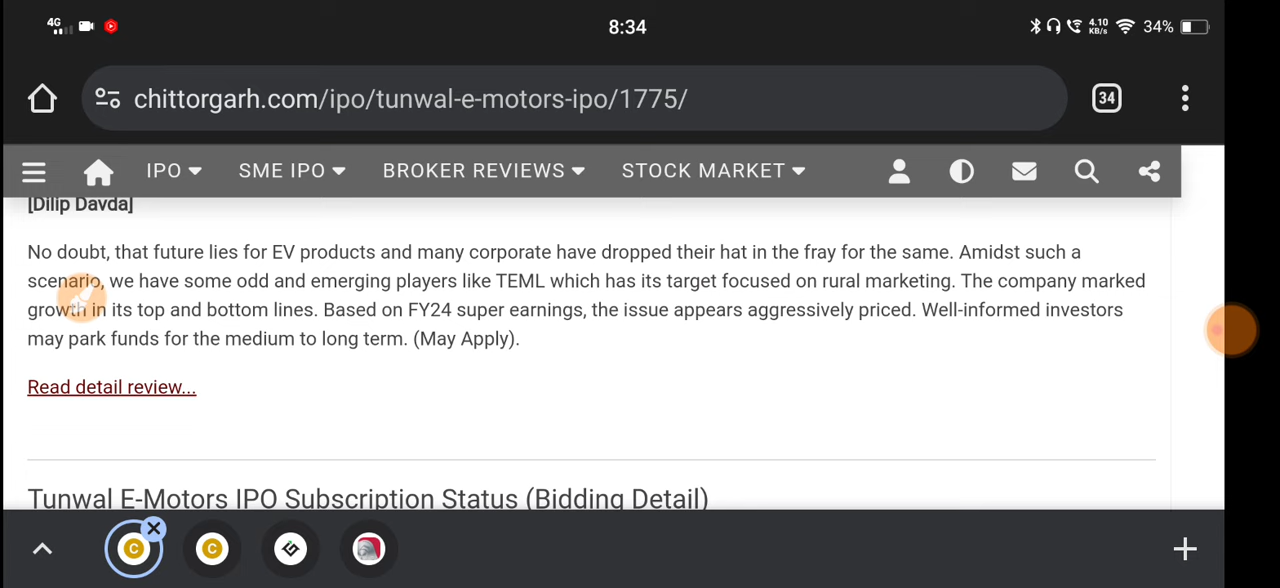 4G 8:34 4.10 KB/s 34%
chittorgarh.com/ipo/tunwal-e-motors-ipo/1775/ 34
IPO SME IPO BROKER REVIEWS STOCK MARKET
[Dilip Davda]
No doubt, that future lies for EV products and many corporate have dropped their hat in the fray for the same. Amidst such a
scenario, we have some odd and emerging players like TEML which has its target focused on rural marketing. The company marked
growth in its top and bottom lines. Based on FY24 super earnings, the issue appears aggressively priced. Well-informed investors
may park funds for the medium to long term. (May Apply).
Read detail review...
Tunwal E-Motors IPO Subscription Status (Bidding Detail)
C C